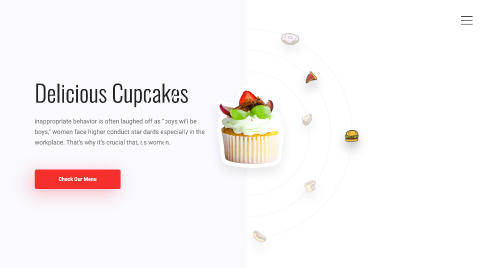 Delicious Cupcakes
inappropriate behavior is often laughed off as "boys will be
boys," women face higher conduct standards especially in the
workplace. That's why it's crucial that, as women.
Check Our Menu